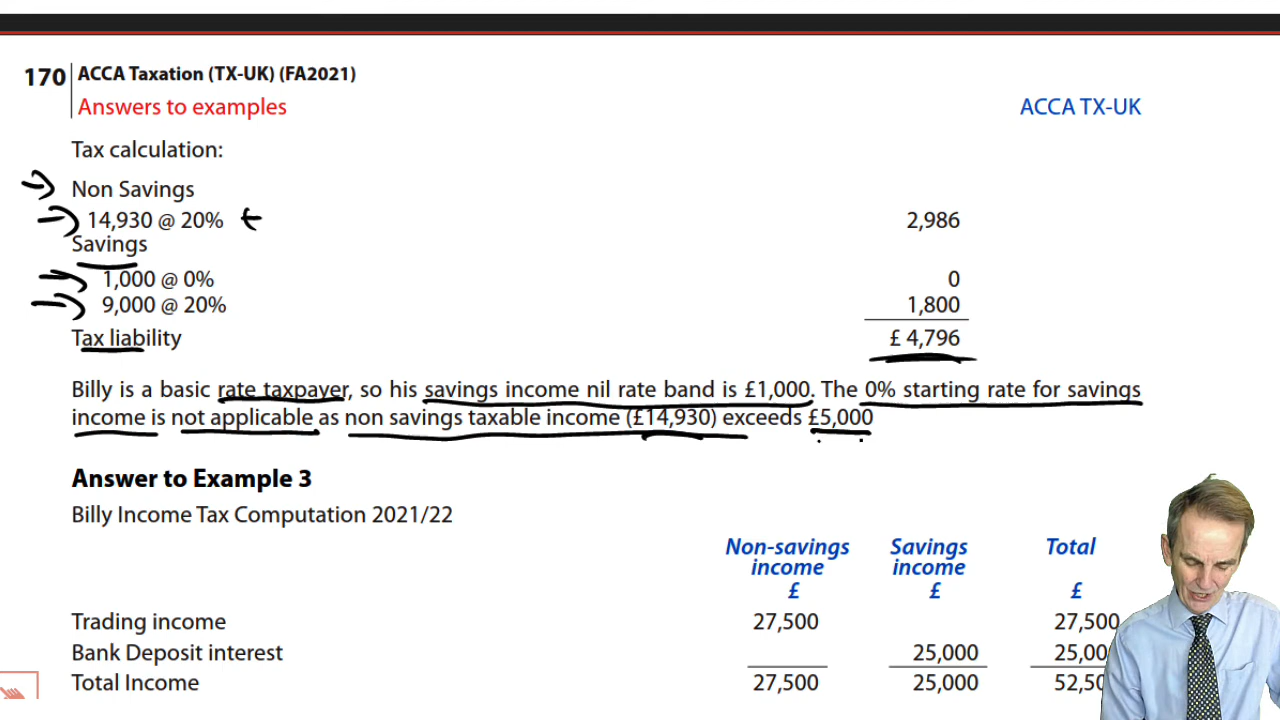 170 ACCA Taxation (TX-UK) (FA2021)
Answers to examples ACCA TX-UK
Tax calculation:
Non Savings
14,930 @ 20% 2,986
Savings
1,000 @ 0% 0
9,000 @ 20% 1,800
Tax liability £ 4,796
Billy is a basic rate taxpayer, so his savings income nil rate band is £1,000. The 0% starting rate for savings
income is not applicable as non savings taxable income (£14,930) exceeds £5,000
Answer to Example 3
Billy Income Tax Computation 2021/22
Non-savings Savings Total
income income
£ £ £
Trading income 27,500 27,500
Bank Deposit interest 25,000 25,00
Total Income 27,500 25,000 52,50